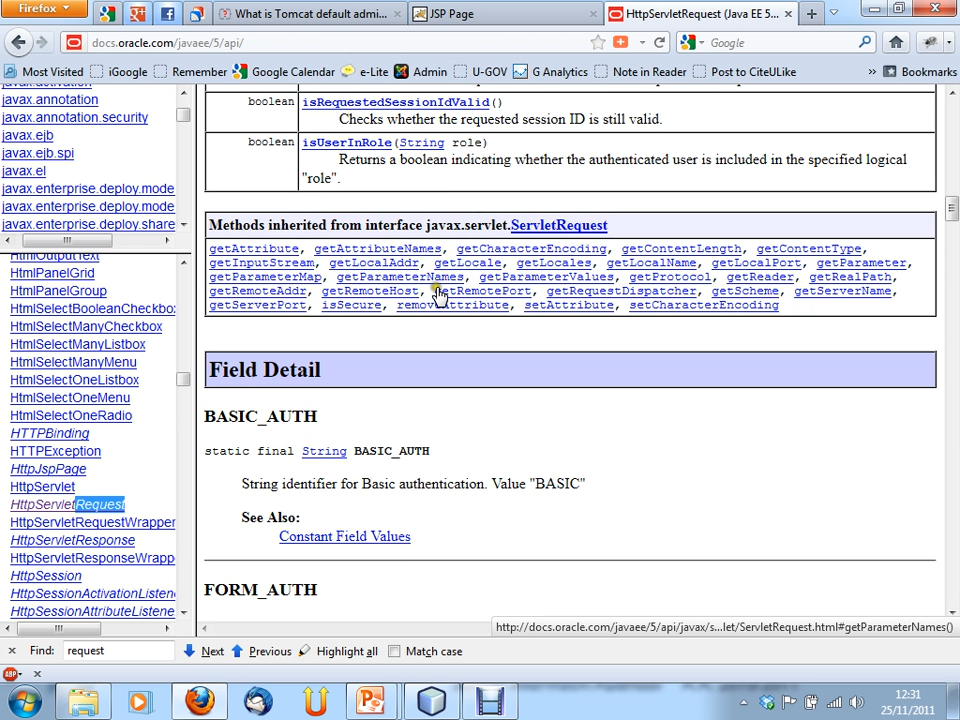 Firefox
What is Tomcat default admi...
JSP Page
HttpServletRequest (Java EE 5...
docs.oracle.com/javaee/5/api/
Google
Most Visited
iGoogle
Remember
Google Calendar
e-Lite
Admin
U-GOV
G Analytics
Note in Reader
Post to CiteULike
»
Bookmarks
javax.annotation
javax.annotation.security
javax.ejb
javax.ejb.spi
javax.el
javax.enterprise.deploy.mode
javax.enterprise.deploy.mode
javax.enterprise.deploy.share
HtmlOutputText
HtmlPanelGrid
HtmlPanelGroup
HtmlSelectBooleanCheckbox
HtmlSelectManyCheckbox
HtmlSelectManyListbox
HtmlSelectManyMenu
HtmlSelectOneListbox
HtmlSelectOneMenu
HtmlSelectOneRadio
HTTPBinding
HTTPException
HttpJspPage
HttpServlet
HttpServletRequest
HttpServletRequestWrapper
HttpServletResponse
HttpServletResponseWrapp
HttpSession
HttpSessionActivationListen
HttpSessionAttributeListene
boolean isRequestedSessionIdValid()
Checks whether the requested session ID is still valid.
boolean isUserInRole(String role)
Returns a boolean indicating whether the authenticated user is included in the specified logical
"role".
Methods inherited from interface javax.servlet.ServletRequest
getAttribute, getAttributeNames, getCharacterEncoding, getContentLength, getContentType,
getInputStream, getLocalAddr, getLocale, getLocales, getLocalName, getLocalPort, getParameter,
getParameterMap, getParameterNames, getParameterValues, getProtocol, getReader, getRealPath,
getRemoteAddr, getRemoteHost, getRemotePort, getRequestDispatcher, getScheme, getServerName,
getServerPort, isSecure, removeAttribute, setAttribute, setCharacterEncoding
Field Detail
BASIC_AUTH
static final String BASIC_AUTH
String identifier for Basic authentication. Value "BASIC"
See Also:
Constant Field Values
FORM_AUTH
http://docs.oracle.com/javaee/5/api/javax/s...let/ServletRequest.html#getParameterNames()
Find: request
Next
Previous
Highlight all
Match case
ABP
12:31
25/11/2011